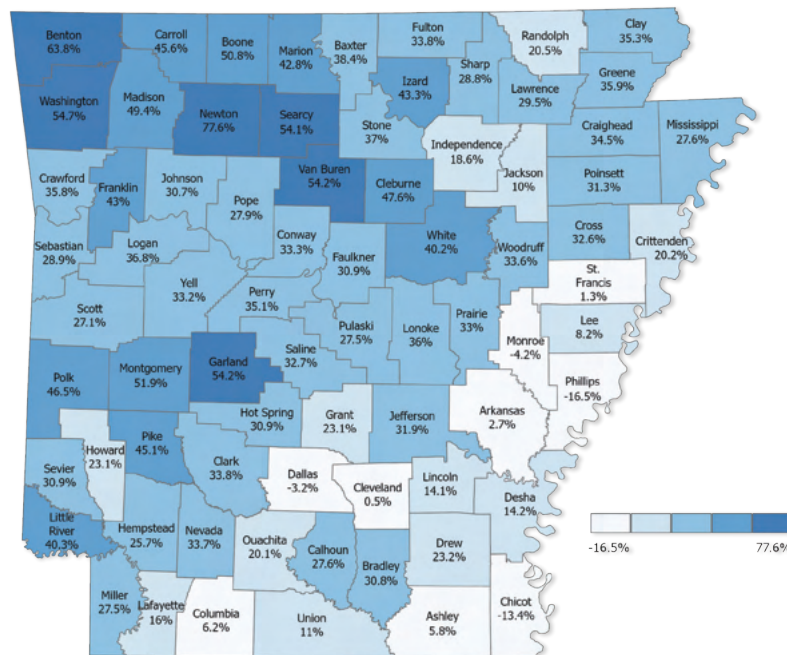 Benton
63.8%
Carroll
45.6%
Boone
50.8%
Marion
42.8%
Baxter
38.4%
Fulton
33.8%
Randolph
20.5%
Clay
35.3%
Sharp
28.8%
Izard
43.3%
Lawrence
29.5%
Greene
35.9%
Washington
54.7%
Madison
49.4%
Newton
77.6%
Searcy
54.1%
Stone
37%
Independence
18.6%
Jackson
10%
Craighead
34.5%
Mississippi
27.6%
Crawford
35.8%
Franklin
43%
Johnson
30.7%
Pope
27.9%
Van Buren
54.2%
Cleburne
47.6%
Poinsett
31.3%
Sebastian
28.9%
Logan
36.8%
Conway
33.3%
Faulkner
30.9%
White
40.2%
Woodruff
33.6%
Cross
32.6%
Crittenden
20.2%
Scott
27.1%
Yell
33.2%
Perry
35.1%
St.
Francis
1.3%
Pulaski
27.5%
Lonoke
36%
Prairie
33%
Monroe
-4.2%
Lee
8.2%
Polk
46.5%
Montgomery
51.9%
Garland
54.2%
Saline
32.7%
Phillips
-16.5%
Hot Spring
30.9%
Grant
23.1%
Jefferson
31.9%
Arkansas
2.7%
Howard
23.1%
Pike
45.1%
Clark
33.8%
Dallas
-3.2%
Cleveland
0.5%
Lincoln
14.1%
Desha
14.2%
Sevier
30.9%
Little
River
40.3%
Hempstead
25.7%
Nevada
33.7%
Ouachita
20.1%
Calhoun
27.6%
Bradley
30.8%
Drew
23.2%
Miller
27.5%
Lafayette
16%
Columbia
6.2%
Union
11%
Ashley
5.8%
Chicot
-13.4%
-16.5%
77.6%